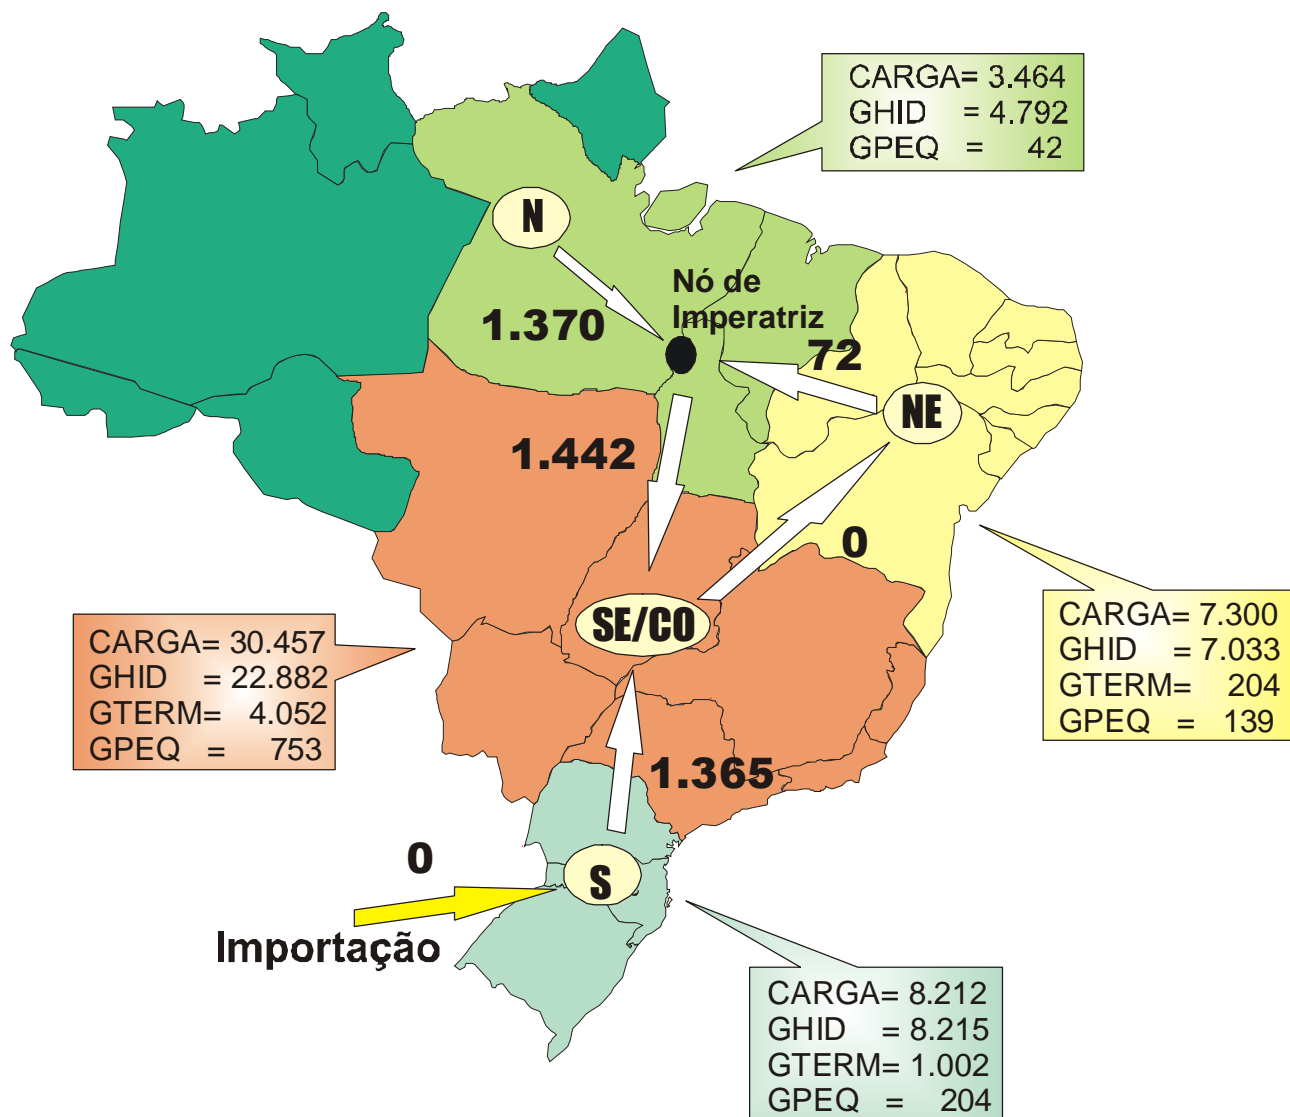 CARGA= 3.464
GHID = 4.792
GPEQ = 42
N
Nó de
Imperatriz
1.370
72
NE
1.442
0
SE/CO
CARGA= 7.300
GHID = 7.033
GTERM= 204
GPEQ = 139
CARGA= 30.457
GHID = 22.882
GTERM= 4.052
GPEQ = 753
1.365
0
S
Importação
CARGA= 8.212
GHID = 8.215
GTERM= 1.002
GPEQ = 204